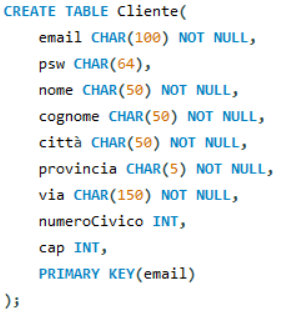 CREATE TABLE Cliente(
    email CHAR(100) NOT NULL,
    psw CHAR(64),
    nome CHAR(50) NOT NULL,
    cognome CHAR(50) NOT NULL,
    città CHAR(50) NOT NULL,
    provincia CHAR(5) NOT NULL,
    via CHAR(150) NOT NULL,
    numeroCivico INT,
    cap INT,
    PRIMARY KEY(email)
);